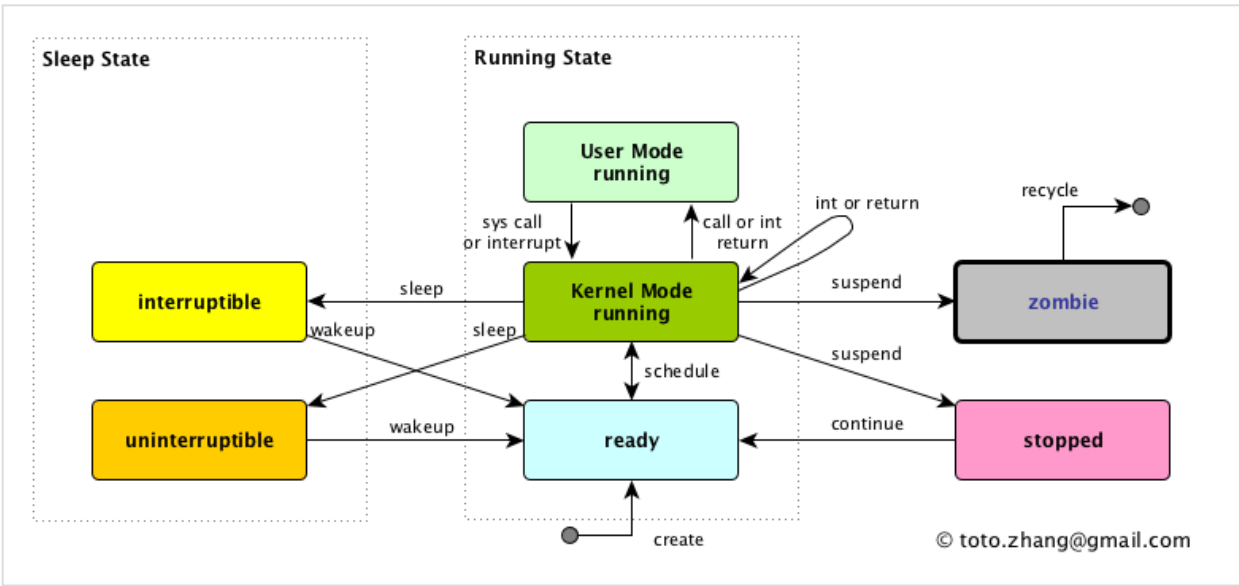 Sleep State
Running State
User Mode
running
sys call
or interrupt
call or int
return
int or return
recycle
interruptible
sleep
Kernel Mode
running
suspend
zombie
wakeup
sleep
schedule
suspend
uninterruptible
wakeup
ready
continue
stopped
create
© toto.zhang@gmail.com